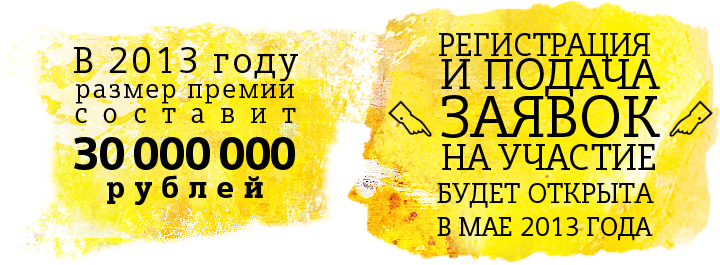 В 2013 году
размер премии
составит
30 000 000
рублей
РЕГИСТРАЦИЯ
И ПОДАЧА
ЗАЯВОК
НА УЧАСТИЕ
БУДЕТ ОТКРЫТА
В МАЕ 2013 ГОДА